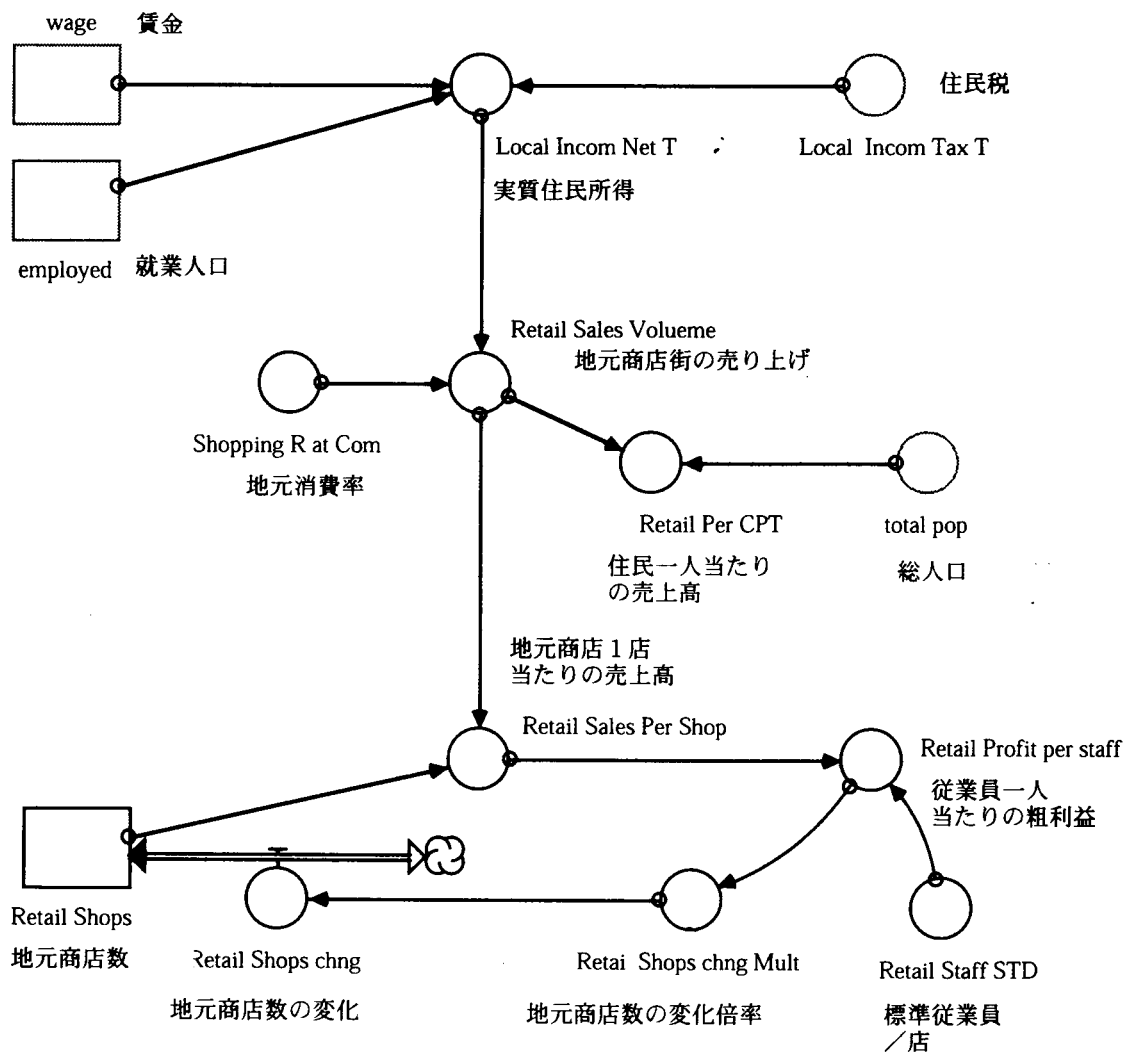 wage 賃金
住民税
Local Incom Net T
Local Incom Tax T
実質住民所得
employed 就業人口
Retail Sales Volueme
地元商店街の売り上げ
Shopping R at Com
地元消費率
Retail Per CPT
住民一人当たり
の売上高
total pop
総人口
地元商店1店
当たりの売上高
Retail Sales Per Shop
Retail Profit per staff
従業員一人
当たりの粗利益
Retail Shops
地元商店数
Retail Shops chng
地元商店数の変化
Retai Shops chng Mult
地元商店数の変化倍率
Retail Staff STD
標準従業員
／店